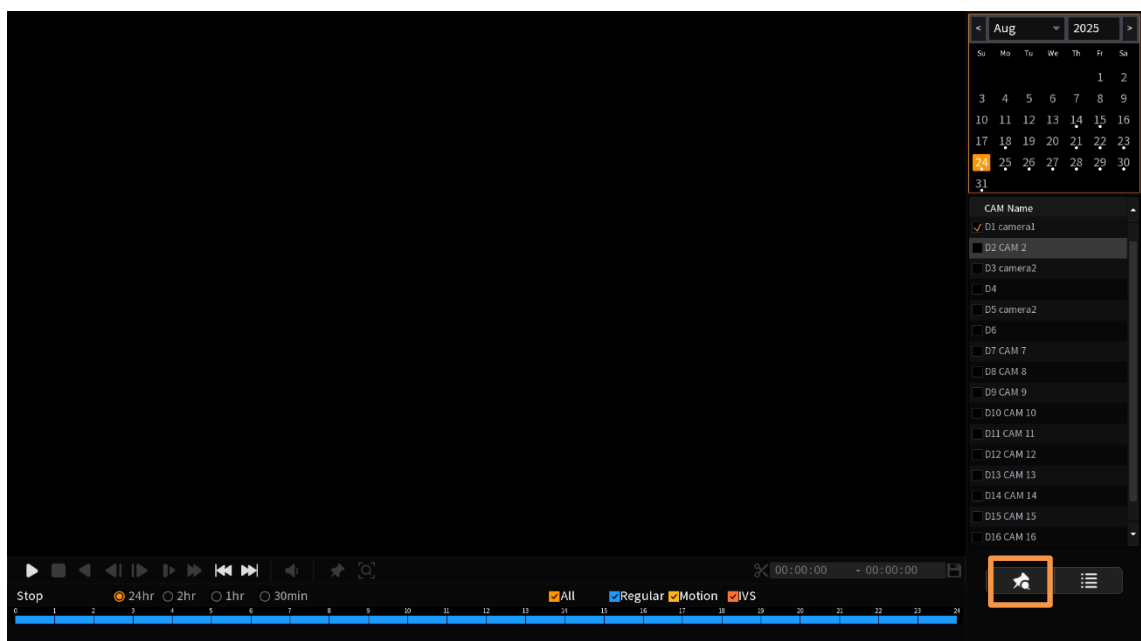 < Aug 2025 >
Su Mo Tu We Th Fr Sa
1 2
3 4 5 6 7 8 9
10 11 12 13 14 15 16
17 18 19 20 21 22 23
24 25 26 27 28 29 30
31
CAM Name
D1 camera1
D2 CAM 2
D3 camera2
D4
D5 camera2
D6
D7 CAM 7
D8 CAM 8
D9 CAM 9
D10 CAM 10
D11 CAM 11
D12 CAM 12
D13 CAM 13
D14 CAM 14
D15 CAM 15
D16 CAM 16
00:00:00 - 00:00:00
Stop 24hr 2hr 1hr 30min All Regular Motion IVS
0 1 2 3 4 5 6 7 8 9 10 11 12 13 14 15 16 17 18 19 20 21 22 23 24